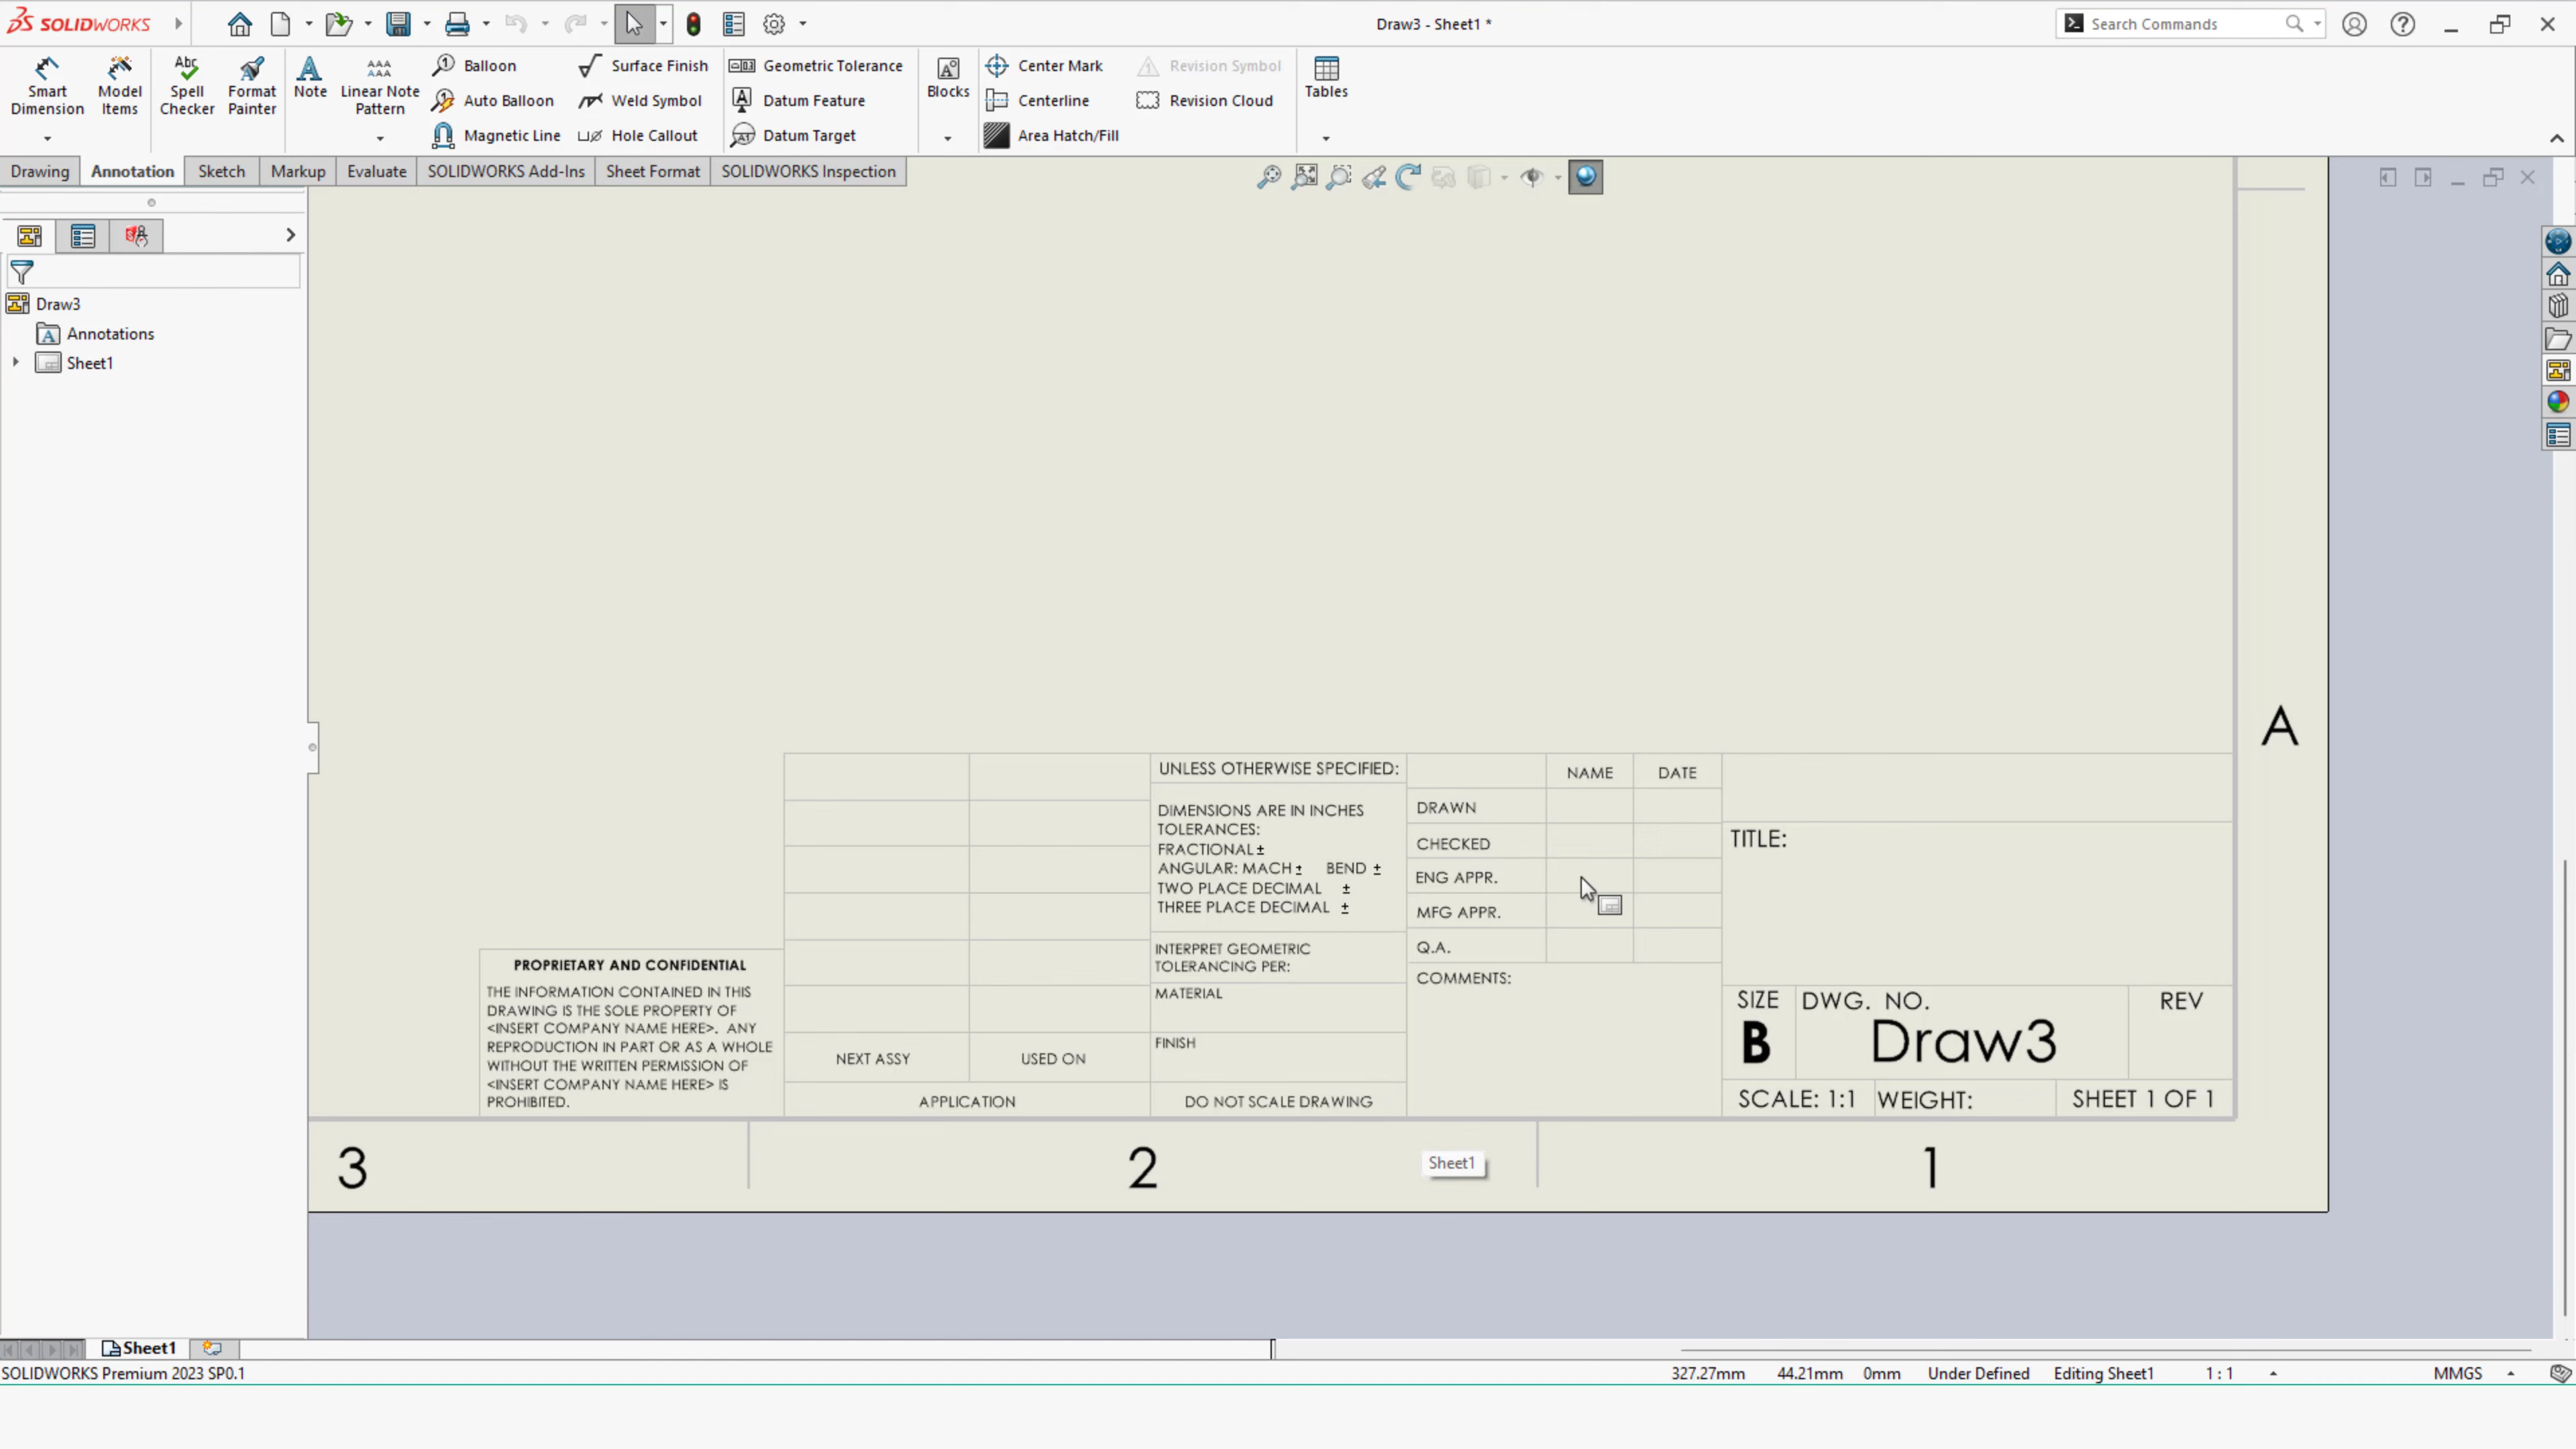 SOLIDWORKS
Draw3 - Sheet1 *
Search Commands
Smart Dimension
Model Items
Spell Checker
Format Painter
Note
Linear Note Pattern
Balloon
Auto Balloon
Magnetic Line
Surface Finish
Weld Symbol
Hole Callout
Geometric Tolerance
Datum Feature
Datum Target
Blocks
Center Mark
Centerline
Area Hatch/Fill
Revision Symbol
Revision Cloud
Tables
Drawing
Annotation
Sketch
Markup
Evaluate
SOLIDWORKS Add-Ins
Sheet Format
SOLIDWORKS Inspection
Draw3
Annotations
Sheet1
A
PROPRIETARY AND CONFIDENTIAL
THE INFORMATION CONTAINED IN THIS
DRAWING IS THE SOLE PROPERTY OF
<INSERT COMPANY NAME HERE>. ANY
REPRODUCTION IN PART OR AS A WHOLE
WITHOUT THE WRITTEN PERMISSION OF
<INSERT COMPANY NAME HERE> IS
PROHIBITED.
NEXT ASSY
USED ON
APPLICATION
UNLESS OTHERWISE SPECIFIED:
DIMENSIONS ARE IN INCHES
TOLERANCES:
FRACTIONAL ±
ANGULAR: MACH ± BEND ±
TWO PLACE DECIMAL ±
THREE PLACE DECIMAL ±
INTERPRET GEOMETRIC
TOLERANCING PER:
MATERIAL
FINISH
DO NOT SCALE DRAWING
NAME
DATE
DRAWN
CHECKED
ENG APPR.
MFG APPR.
Q.A.
COMMENTS:
TITLE:
SIZE
B
DWG. NO.
Draw3
REV
SCALE: 1:1
WEIGHT:
SHEET 1 OF 1
3
2
Sheet1
1
Sheet1
SOLIDWORKS Premium 2023 SP0.1
327.27mm
44.21mm
0mm
Under Defined
Editing Sheet1
1 : 1
MMGS